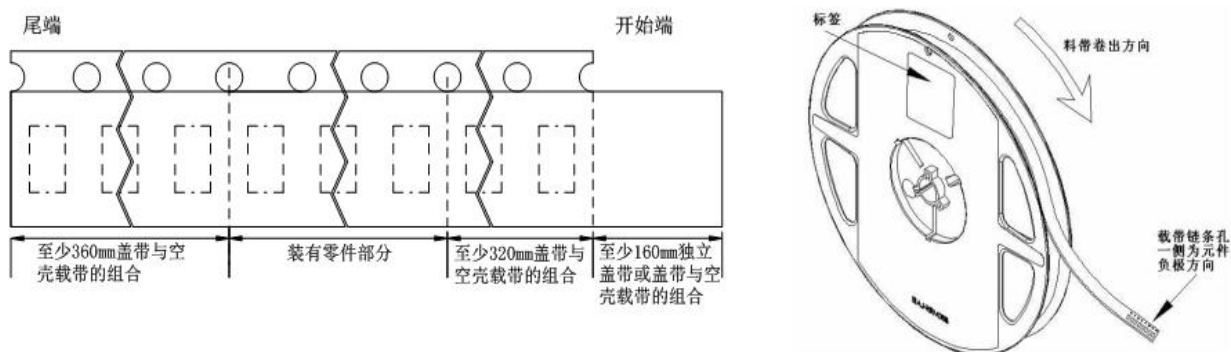 尾端
开始端
至少360mm盖带与空
壳载带的组合
装有零件部分
至少320mm盖带与
空壳载带的组合
至少160mm独立
盖带或盖带与空
壳载带的组合
标签
料带卷出方向
载带链条孔
一侧为元件
负极方向